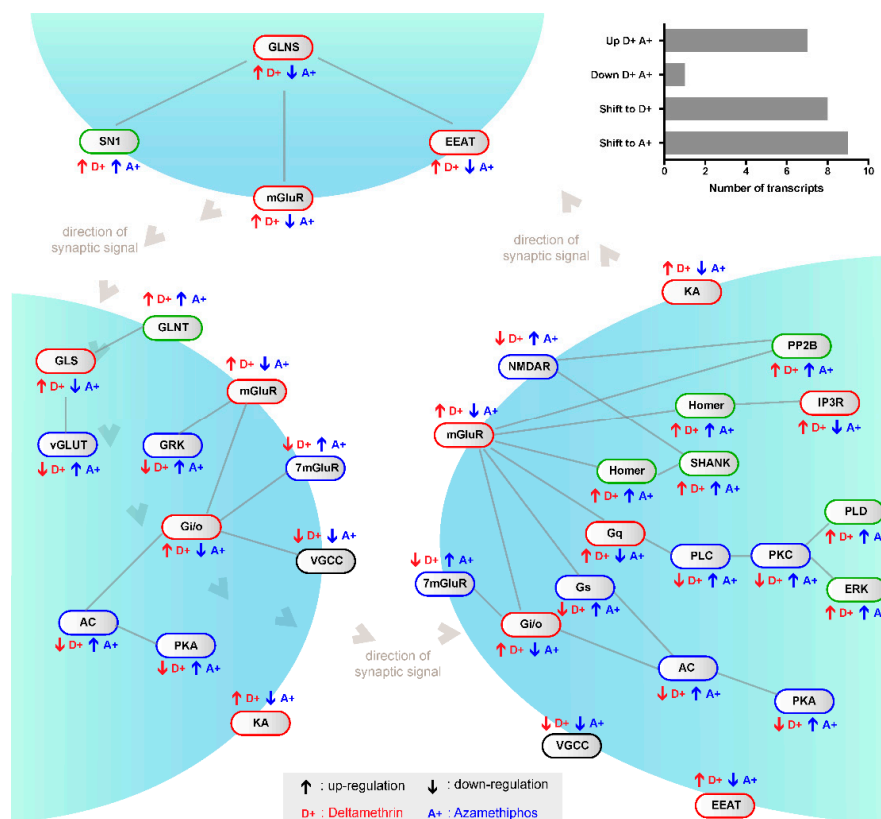 GLNS
↑ D+ ↓ A+
SN1
↑ D+ ↑ A+
EEAT
↑ D+ ↓ A+
mGluR
↑ D+ ↓ A+
Up D+ A+
Down D+ A+
Shift to D+
Shift to A+
0 2 4 6 8 10
Number of transcripts
direction of
synaptic signal
direction of
synaptic signal
↑ D+ ↑ A+
GLNT
GLS
↑ D+ ↓ A+
↑ D+ ↓ A+
mGluR
vGLUT
↓ D+ ↑ A+
GRK
↓ D+ ↑ A+
↓ D+ ↑ A+
7mGluR
Gi/o
↑ D+ ↓ A+
↓ D+ ↓ A+
VGCC
AC
↓ D+ ↑ A+
PKA
↓ D+ ↑ A+
↑ D+ ↓ A+
KA
direction of
synaptic signal
↑ D+ ↓ A+
KA
↓ D+ ↑ A+
NMDAR
PP2B
↑ D+ ↑ A+
↑ D+ ↓ A+
mGluR
Homer
↑ D+ ↑ A+
IP3R
↑ D+ ↓ A+
Homer
↑ D+ ↑ A+
SHANK
↑ D+ ↑ A+
Gq
↑ D+ ↓ A+
PLC
↓ D+ ↑ A+
PKC
↓ D+ ↑ A+
PLD
↑ D+ ↑ A+
ERK
↑ D+ ↑ A+
↓ D+ ↑ A+
7mGluR
Gs
↓ D+ ↑ A+
Gi/o
↑ D+ ↓ A+
AC
↓ D+ ↑ A+
PKA
↓ D+ ↑ A+
↓ D+ ↓ A+
VGCC
↑ D+ ↓ A+
EEAT
↑ : up-regulation ↓ : down-regulation
D+ : Deltamethrin A+ : Azamethiphos